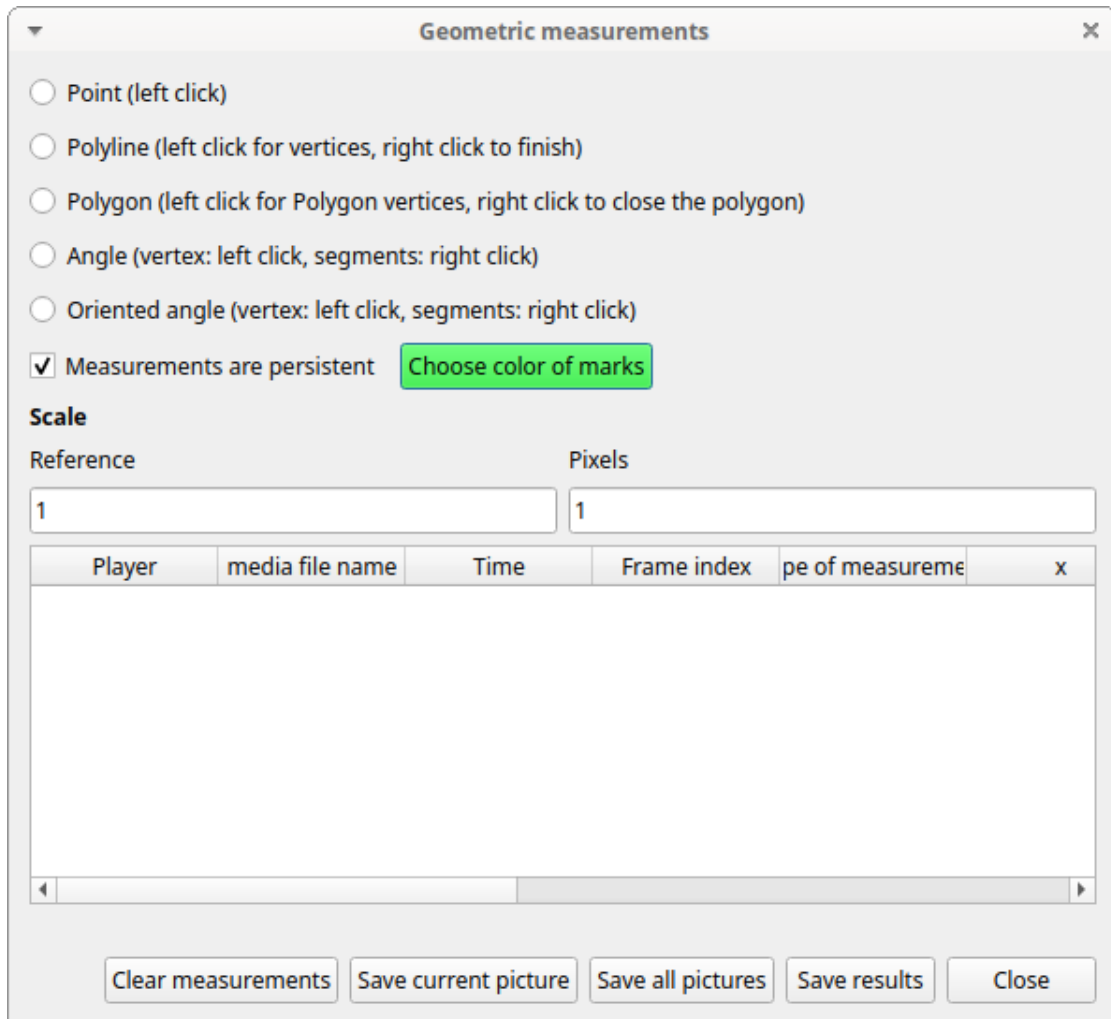 Geometric measurements
Point (left click)
Polyline (left click for vertices, right click to finish)
Polygon (left click for Polygon vertices, right click to close the polygon)
Angle (vertex: left click, segments: right click)
Oriented angle (vertex: left click, segments: right click)
Measurements are persistent Choose color of marks
Scale
Reference Pixels
1 1
Player media file name Time Frame index pe of measureme x
Clear measurements Save current picture Save all pictures Save results Close